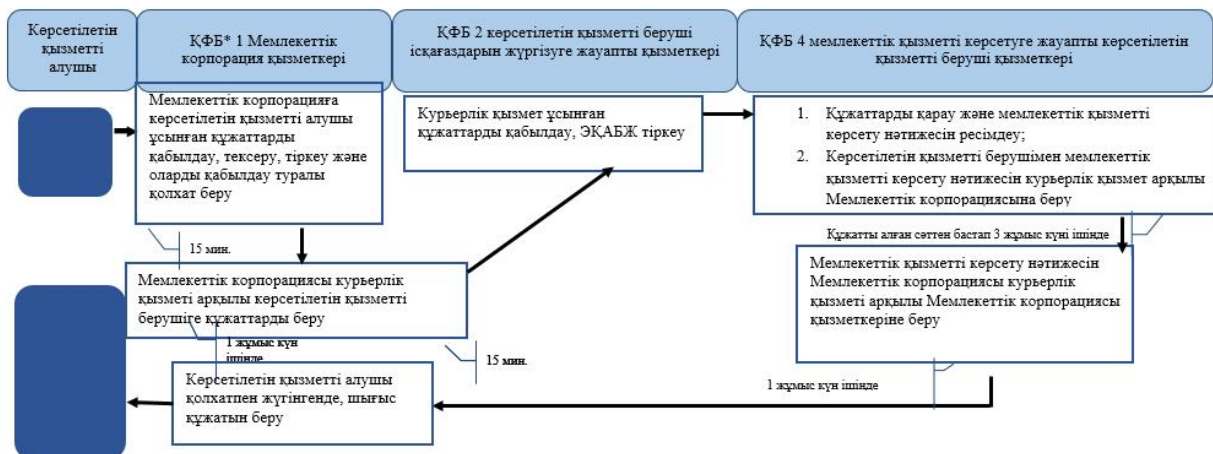 Көрсетілетін
қызметті
алушы
ҚФБ* 1 Мемлекеттік
корпорация қызметкері
ҚФБ 2 көрсетілетін қызметті беруші
ісқағаздарын жүргізуге жауапты қызметкері
ҚФБ 4 мемлекеттік қызметті көрсетуге жауапты көрсетілетін
қызметті беруші қызметкері
Мемлекеттік корпорацияға
көрсетілетін қызметті алушы
ұсынған құжаттарды
қабылдау, тексеру, тіркеу және
оларды қабылдау туралы
қолхат беру
Курьерлік қызмет ұсынған
құжаттарды қабылдау, ЭҚАБЖ тіркеу
1. Құжаттарды қарау және мемлекеттік қызметті
көрсету нәтижесін ресімдеу;
2. Көрсетілетін қызметті берушімен мемлекеттік
қызметті көрсету нәтижесін курьерлік қызмет арқылы
Мемлекеттік корпорациясына беру
15 мин.
Құжатты алған сәттен бастап 3 жұмыс күні ішінде
Мемлекеттік корпорациясы курьерлік
қызметі арқылы көрсетілетін қызметті
берушіге құжаттарды беру
Мемлекеттік қызметті көрсету нәтижесін
Мемлекеттік корпорациясы курьерлік
қызметі арқылы Мемлекеттік корпорациясы
қызметкеріне беру
1 жұмыс күн
ішінде
15 мин.
1 жұмыс күн ішінде
Көрсетілетін қызметті алушы
қолхатпен жүгінгенде, шығыс
құжатын беру